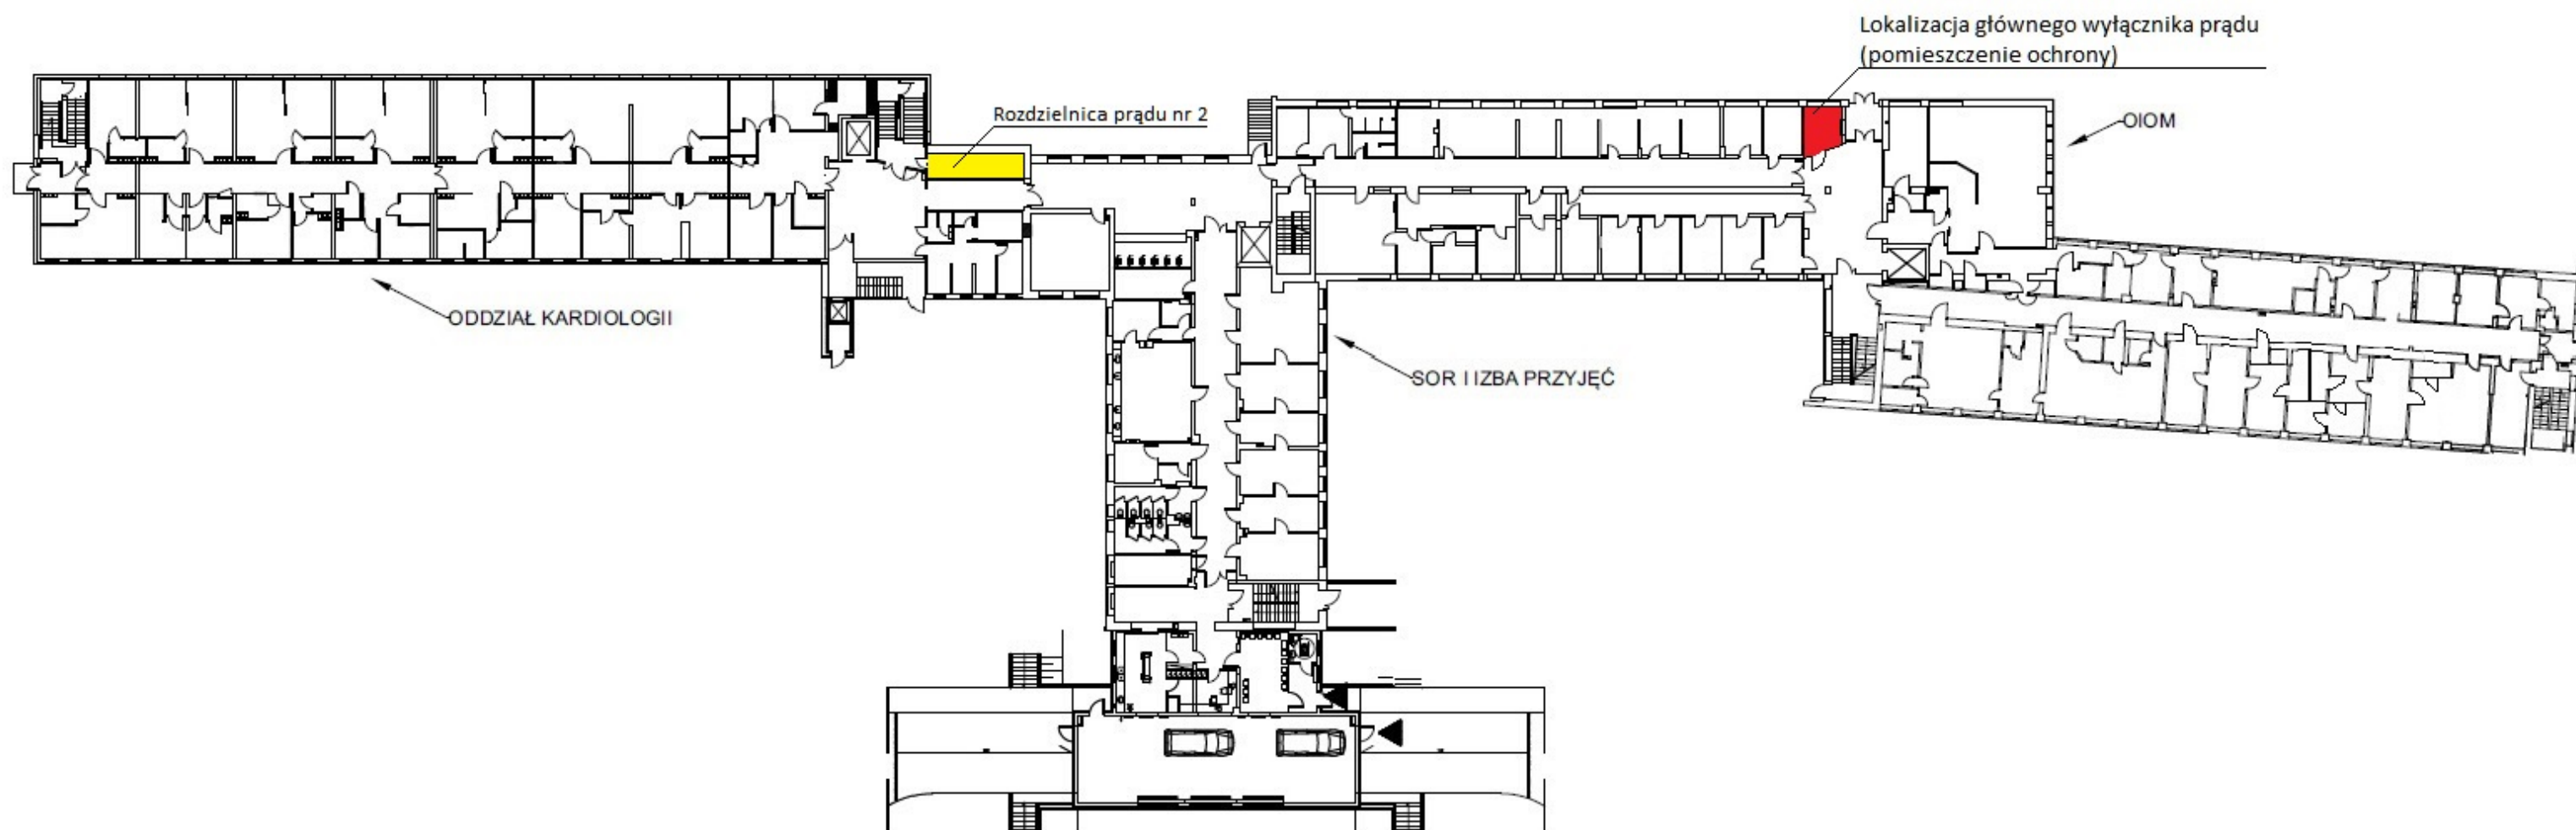 Lokalizacja głównego wyłącznika prądu
(pomieszczenie ochrony)
Rozdzielnica prądu nr 2
OIOM
ODDZIAŁ KARDIOLOGII
SOR I IZBA PRZYJĘĆ